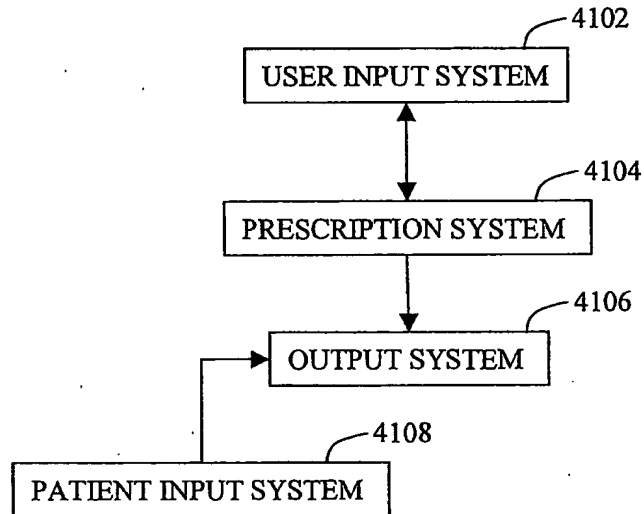 4102
USER INPUT SYSTEM
4104
PRESCRIPTION SYSTEM
4106
OUTPUT SYSTEM
4108
PATIENT INPUT SYSTEM